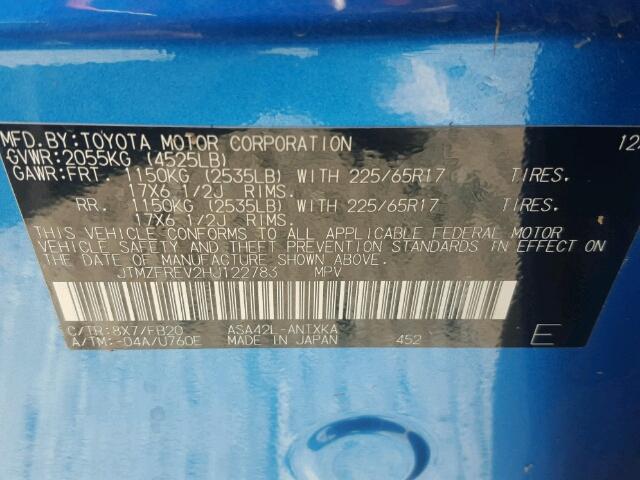 MFD.BY:TOYOTA MOTOR CORPORATION 12
GVWR:2055KG (4525LB)
GAWR:FRT 1150KG (2535LB) WITH 225/65R17 TIRES.
17X6 1/2J RIMS.
RR. 1150KG (2535LB) WITH 225/65R17 TIRES.
17X6 1/2J RIMS.
THIS VEHICLE CONFORMS TO ALL APPLICABLE FEDERAL MOTOR
VEHICLE SAFETY AND THEFT PREVENTION STANDARDS IN EFFECT ON
THE DATE OF MANUFACTURE SHOWN ABOVE.
JTMZFREV2HJ122783 MPV
C/TR:8X7/FB20 ASA42L-ANTXKA
A/TM:-04A/U760E MADE IN JAPAN 452 E